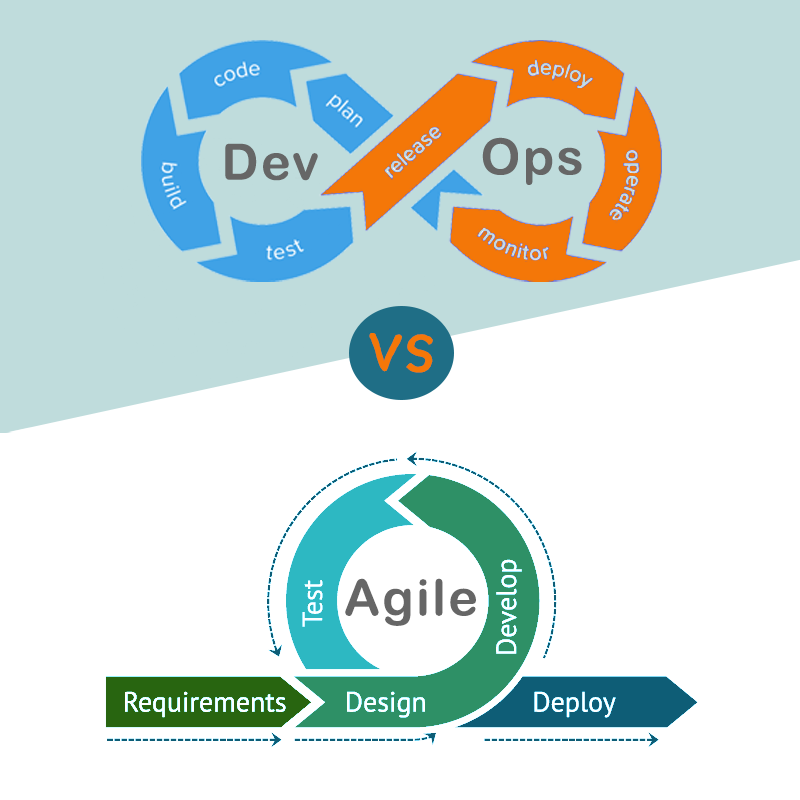 code
plan
deploy
Dev
release
Ops
build
operate
test
monitor
VS
Test
Agile
Develop
Requirements
Design
Deploy